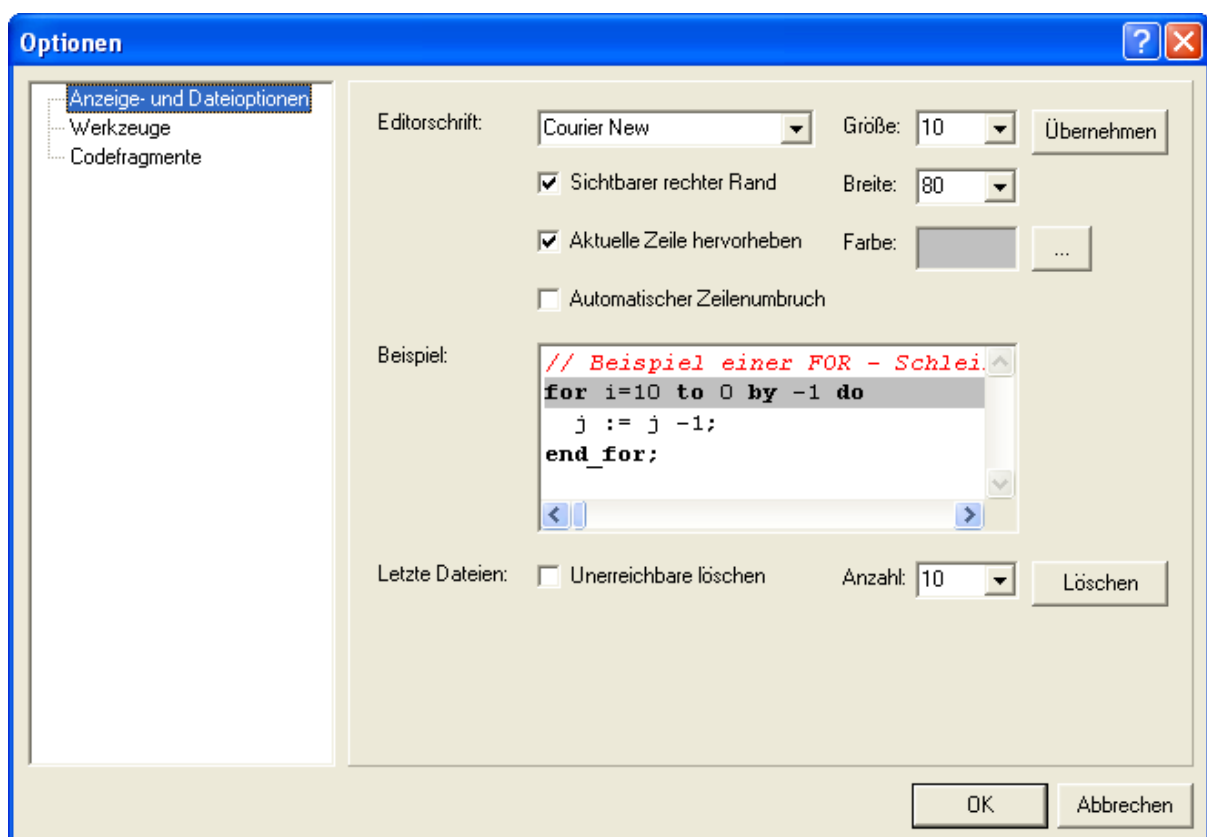 Optionen
Anzeige- und Dateioptionen
Werkzeuge
Codefragmente
Editorschrift: Courier New Größe: 10 Übernehmen
Sichtbarer rechter Rand Breite: 80
Aktuelle Zeile hervorheben Farbe: ...
Automatischer Zeilenumbruch
Beispiel:
// Beispiel einer FOR - Schlei
for i=10 to 0 by -1 do
j := j -1;
end_for;
Letzte Dateien: Unerreichbare löschen Anzahl: 10 Löschen
OK Abbrechen